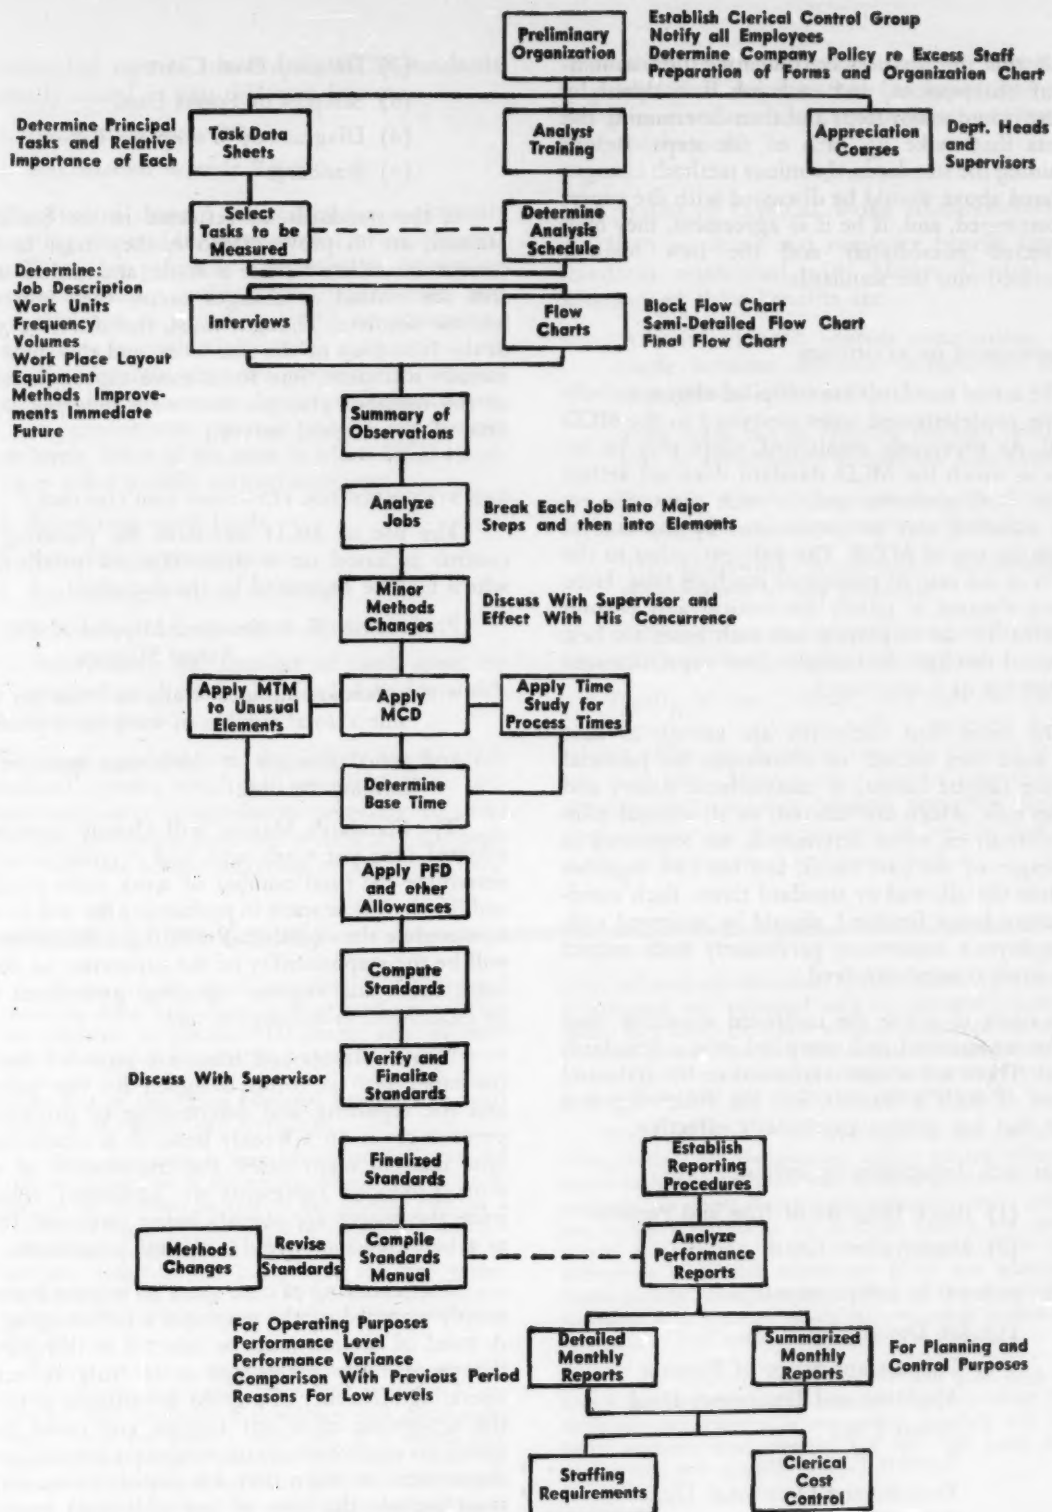 Preliminary
Organization
Establish Clerical Control Group
Notify all Employees
Determine Company Policy re Excess Staff
Preparation of Forms and Organization Chart
Determine Principal
Tasks and Relative
Importance of Each
Task Data
Sheets
Analyst
Training
Appreciation
Courses
Dept. Heads
and
Supervisors
Select
Tasks to be
Measured
Determine
Analysis
Schedule
Determine:
Job Description
Work Units
Frequency
Volumes
Work Place Layout
Equipment
Methods Improve-
ments Immediate
Future
Interviews
Flow
Charts
Block Flow Chart
Semi-Detailed Flow Chart
Final Flow Chart
Summary of
Observations
Analyze
Jobs
Break Each Job into Major
Steps and then into Elements
Minor
Methods
Changes
Discuss With Supervisor and
Effect With His Concurrence
Apply MTM
to Unusual
Elements
Apply
MCD
Apply Time
Study for
Process Times
Determine
Base Time
Apply PFD
and other
Allowances
Compute
Standards
Discuss With Supervisor
Verify and
Finalize
Standards
Finalized
Standards
Establish
Reporting
Procedures
Methods
Changes
Revise
Standards
Compile
Standards
Manual
Analyze
Performance
Reports
For Operating Purposes
Performance Level
Performance Variance
Comparison With Previous Period
Reasons For Low Levels
Detailed
Monthly
Reports
Summarized
Monthly
Reports
For Planning and
Control Purposes
Staffing
Requirements
Clerical
Cost
Control